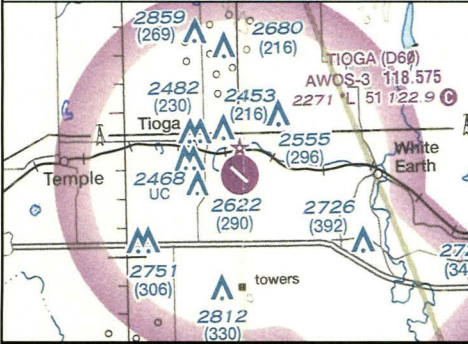 2859
(269)
2680
(216)
TIOGA (D60)
AWOS-3 118.575
2271 *L 51 122.9 C
2482
(230)
2453
(216)
Tioga
2555
(296)
White
Earth
Temple
2468
UC
2622
(290)
2726
(392)
2751
(306)
towers
2812
(330)